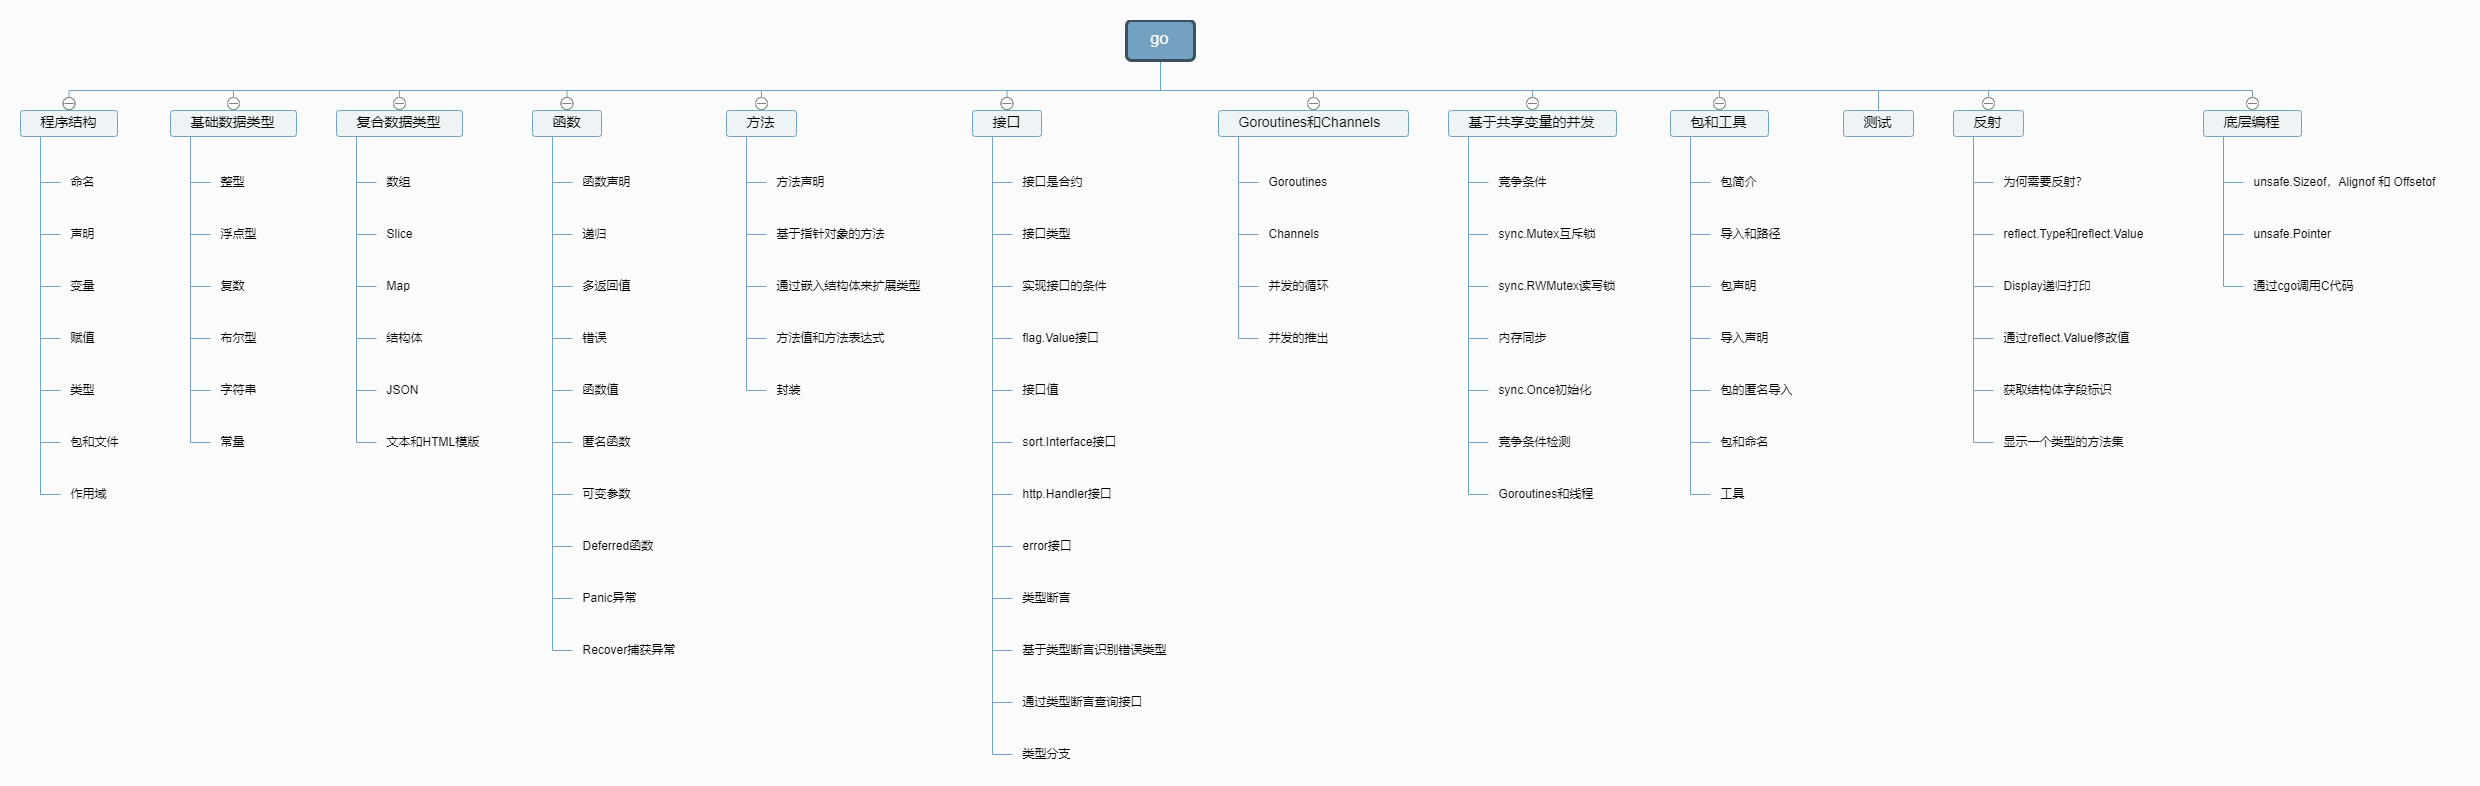 go
程序结构
命名
声明
变量
赋值
类型
包和文件
作用域
基础数据类型
整型
浮点型
复数
布尔型
字符串
常量
复合数据类型
数组
Slice
Map
结构体
JSON
文本和HTML模版
函数
函数声明
递归
多返回值
错误
函数值
匿名函数
可变参数
Deferred函数
Panic异常
Recover捕获异常
方法
方法声明
基于指针对象的方法
通过嵌入结构体来扩展类型
方法值和方法表达式
封装
接口
接口是合约
接口类型
实现接口的条件
flag.Value接口
接口值
sort.Interface接口
http.Handler接口
error接口
类型断言
基于类型断言识别错误类型
通过类型断言查询接口
类型分支
Goroutines和Channels
Goroutines
Channels
并发的循环
并发的推出
基于共享变量的并发
竞争条件
sync.Mutex互斥锁
sync.RWMutex读写锁
内存同步
sync.Once初始化
竞争条件检测
Goroutines和线程
包和工具
包简介
导入和路径
包声明
导入声明
包的匿名导入
包和命名
工具
测试
反射
为何需要反射?
reflect.Type和reflect.Value
Display递归打印
通过reflect.Value修改值
获取结构体字段标识
显示一个类型的方法集
底层编程
unsafe.Sizeof，Alignof 和 Offsetof
unsafe.Pointer
通过cgo调用C代码